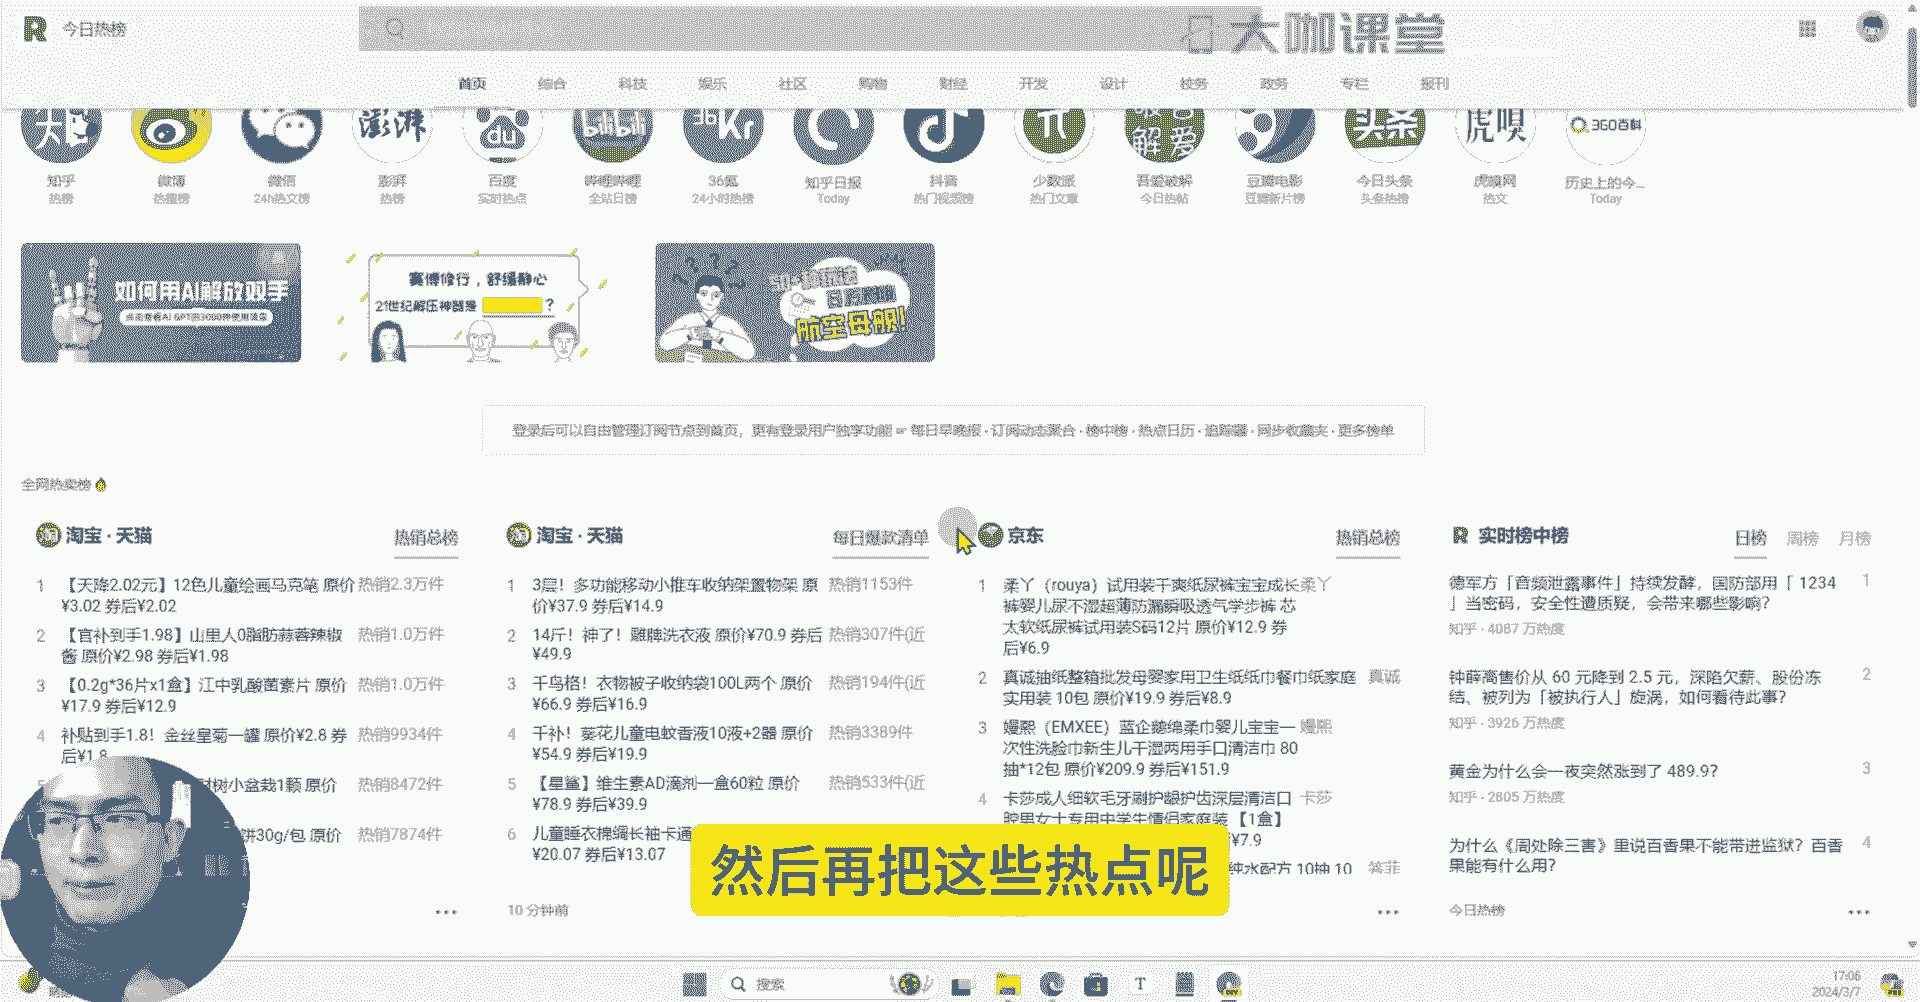 今日热榜
大咖课堂
首页 综合 科技 娱乐 社区 购物 财经 开发 设计 校务 政务 专栏 报刊
澎湃 du bilibili 36Kr 头条 虎嗅 360百科
知乎 微博 微信 澎湃 百度 哔哩哔哩 36氪 知乎日报 抖音 少数派 吾爱破解 豆瓣电影 今日头条 虎嗅网 历史上的今...
热榜 热搜榜 24h热文榜 热榜 实时热点 全站日榜 24小时热榜 Today 热门视频榜 热门文章 今日热帖 豆瓣新片榜 头条热榜 热文 Today
如何用AI解放双手
赛博修行，舒缓静心
21世纪解压神器是 ？
航空母舰！
登录后可以自由管理订阅节点到首页，更有登录用户独享功能 每日早晚报 · 订阅动态聚合 · 榜中榜 · 热点日历 · 追踪器 · 同步收藏夹 · 更多榜单
全网热卖榜
淘宝 · 天猫 热销总榜
1 【天降2.02元】12色儿童绘画马克笔 原价 热销2.3万件
¥3.02 券后¥2.02
2 【官补到手1.98】山里人0脂肪蒜蓉辣椒 热销1.0万件
酱 原价¥2.98 券后¥1.98
3 【0.2g*36片x1盒】江中乳酸菌素片 原价 热销1.0万件
¥17.9 券后¥12.9
4 补贴到手1.8！金丝皇菊一罐 原价¥2.8 券 热销9934件
后¥1.8
树小盆栽1颗 原价 热销8472件
饼30g/包 原价 热销7874件
淘宝 · 天猫 每日爆款清单
1 3层！多功能移动小推车收纳架置物架 原 热销1153件
价¥37.9 券后¥14.9
2 14斤！神了！雕牌洗衣液 原价¥70.9 券后 热销307件(近
¥49.9
3 千鸟格！衣物被子收纳袋100L两个 原价 热销194件(近
¥66.9 券后¥16.9
4 千补！葵花儿童电蚊香液10液+2器 原价 热销3389件
¥54.9 券后¥19.9
5 【星鲨】维生素AD滴剂一盒60粒 原价 热销533件(近
¥78.9 券后¥39.9
6 儿童睡衣棉绸长袖卡通
¥20.07 券后¥13.07
10 分钟前
京东 热销总榜
1 柔丫（rouya）试用装干爽纸尿裤宝宝成长 柔丫
裤婴儿尿不湿超薄防漏瞬吸透气学步裤 芯
太软纸尿裤试用装S码12片 原价¥12.9 券
后¥6.9
2 真诚抽纸整箱批发母婴家用卫生纸纸巾餐巾纸家庭 真诚
实用装 10包 原价¥19.9 券后¥8.9
3 嫚熙（EMXEE）蓝企鹅绵柔巾婴儿宝宝一 嫚熙
次性洗脸巾新生儿干湿两用手口清洁巾 80
抽*12包 原价¥209.9 券后¥151.9
4 卡莎成人细软毛牙刷护龈护齿深层清洁口 卡莎
腔男女士专用中学生情侣家庭装 【1盒】
¥7.9
纯水配方 10抽 10
实时榜中榜 日榜 周榜 月榜
德军方「音频泄露事件」持续发酵，国防部用「 1234 1
」当密码，安全性遭质疑，会带来哪些影响？
知乎 · 4087 万热度
钟薛高售价从 60 元降到 2.5 元，深陷欠薪、股份冻 2
结、被列为「被执行人」旋涡，如何看待此事？
知乎 · 3926 万热度
黄金为什么会一夜突然涨到了 489.9? 3
知乎 · 2805 万热度
为什么《周处除三害》里说百香果不能带进监狱？百香 4
果能有什么用？
今日热榜
然后再把这些热点呢
搜索
17:06
2024/3/7